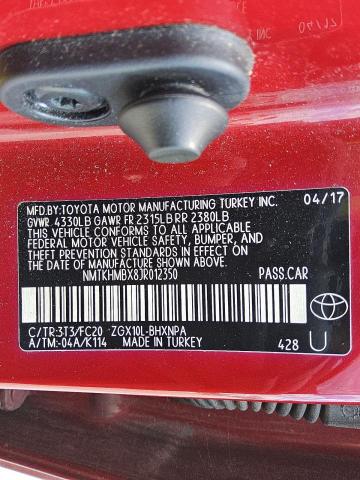 MFD.BY:TOYOTA MOTOR MANUFACTURING TURKEY INC. 04/17
GVWR 4330LB GAWR FR 2315LB RR 2380LB
THIS VEHICLE CONFORMS TO ALL APPLICABLE
FEDERAL MOTOR VEHICLE SAFETY, BUMPER, AND
THEFT PREVENTION STANDARDS IN EFFECT ON THE
DATE OF MANUFACTURE SHOWN ABOVE.
NMTKHMBX8JR012350 PASS.CAR
C/TR:3T3/FC20 ZGX10L-BHXNPA
A/TM:-04A/K114 MADE IN TURKEY 428 U